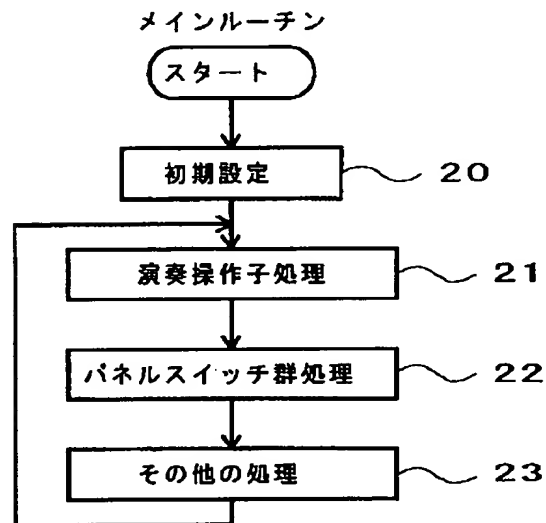 メインルーチン
スタート
初期設定 20
演奏操作子処理 21
パネルスイッチ群処理 22
その他の処理 23